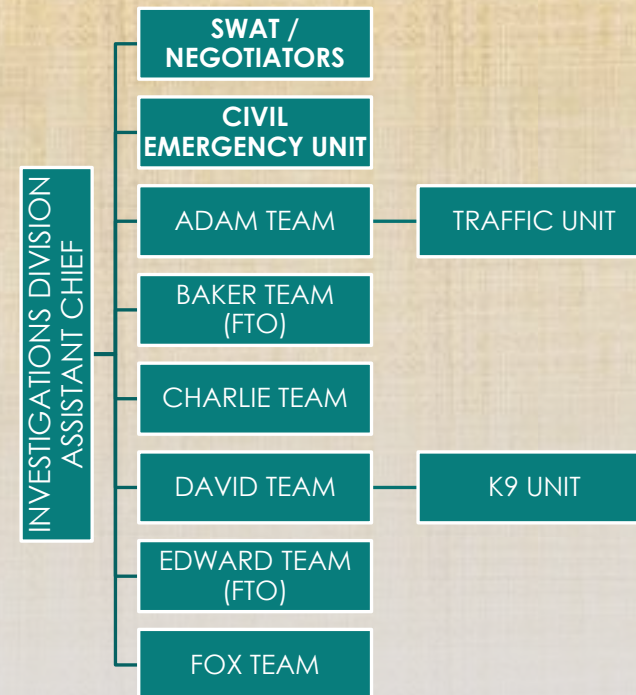 INVESTIGATIONS DIVISION
ASSISTANT CHIEF
SWAT /
NEGOTIATORS
CIVIL
EMERGENCY UNIT
ADAM TEAM
TRAFFIC UNIT
BAKER TEAM
(FTO)
CHARLIE TEAM
DAVID TEAM
K9 UNIT
EDWARD TEAM
(FTO)
FOX TEAM